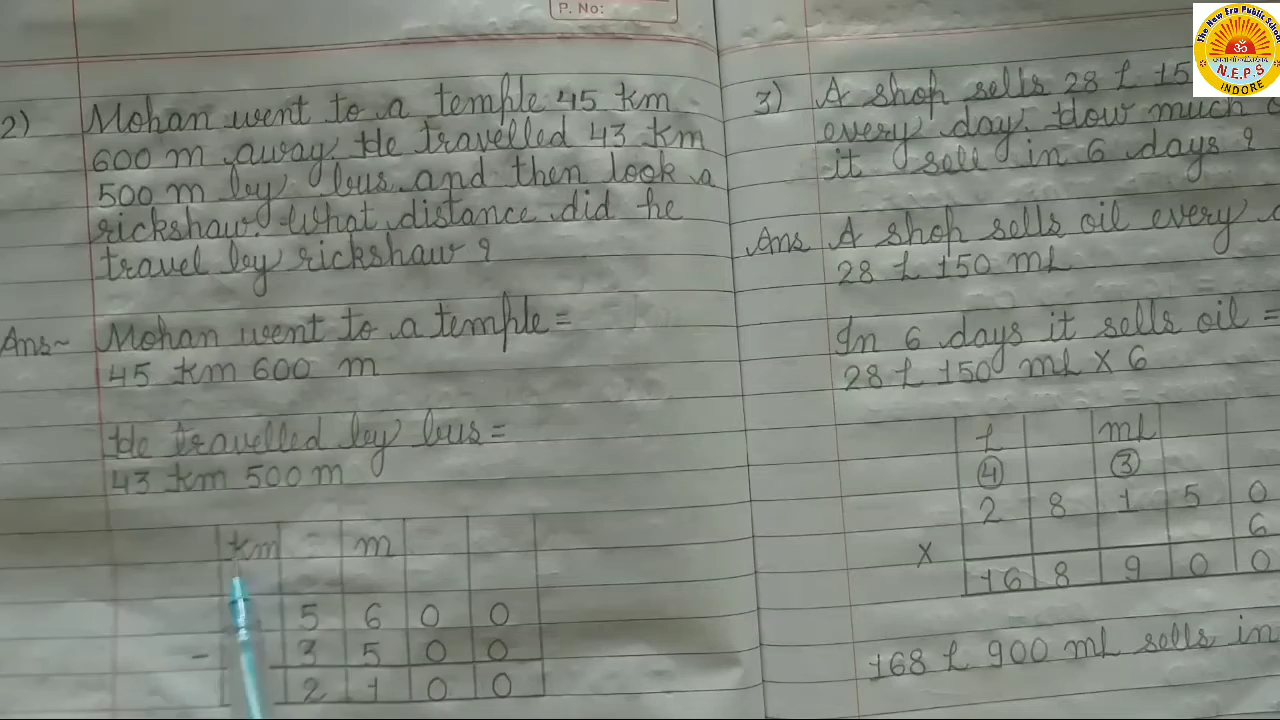 P. No:
2) Mohan went to a temple 45 km
600 m away. He travelled 43 km
500 m by bus and then look a
rickshaw. What distance did he
travel by rickshaw ?
Ans~ Mohan went to a temple =
45 km 600 m
He travelled by bus =
43 km 500 m
km m
5 6 0 0
- 3 5 0 0
2 1 0 0
3) A shop sells 28 L 15
every day. How much
it sell in 6 days ?
Ans A shop sells oil every
28 L 150 mL
In 6 days it sells oil =
28 L 150 mL X 6
L mL
4 3
2 8 1 5 0
X 6
16 8 9 0 0
168 L 900 mL sells in
The New Era Public School
ॐ
N.E.P.S
INDORE